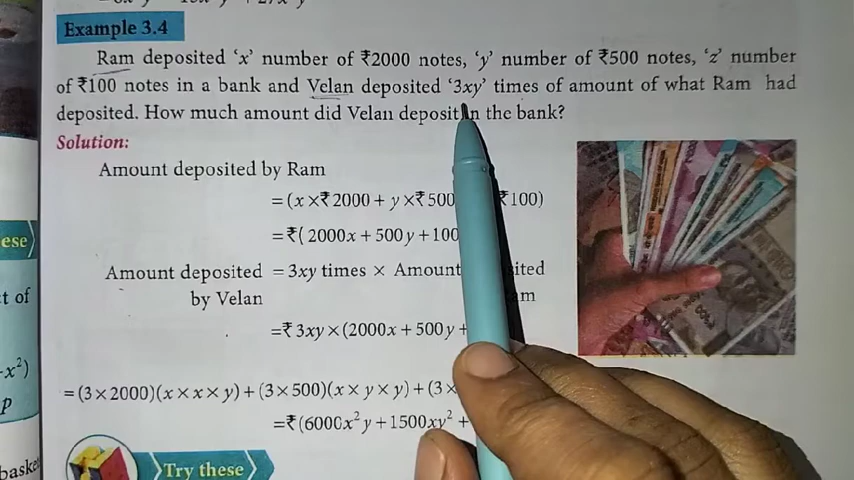 Example 3.4
Ram deposited ‘x’ number of ₹2000 notes, ‘y’ number of ₹500 notes, ‘z’ number
of ₹100 notes in a bank and Velan deposited ‘3xy’ times of amount of what Ram had
deposited. How much amount did Velan deposit in the bank?
Solution:
Amount deposited by Ram
= (x × ₹ 2000 + y × ₹ 500 ₹ 100)
= ₹( 2000x + 500y + 100
ese
Amount deposited = 3xy times × Amount
by Velan
t of
= ₹ 3xy × (2000x + 500y +
-x²)
= (3 × 2000)(x × x × y) + (3 × 500)(x × y × y) + (3 ×
p
= ₹(6000x²y + 1500xy² +
Try these
baske